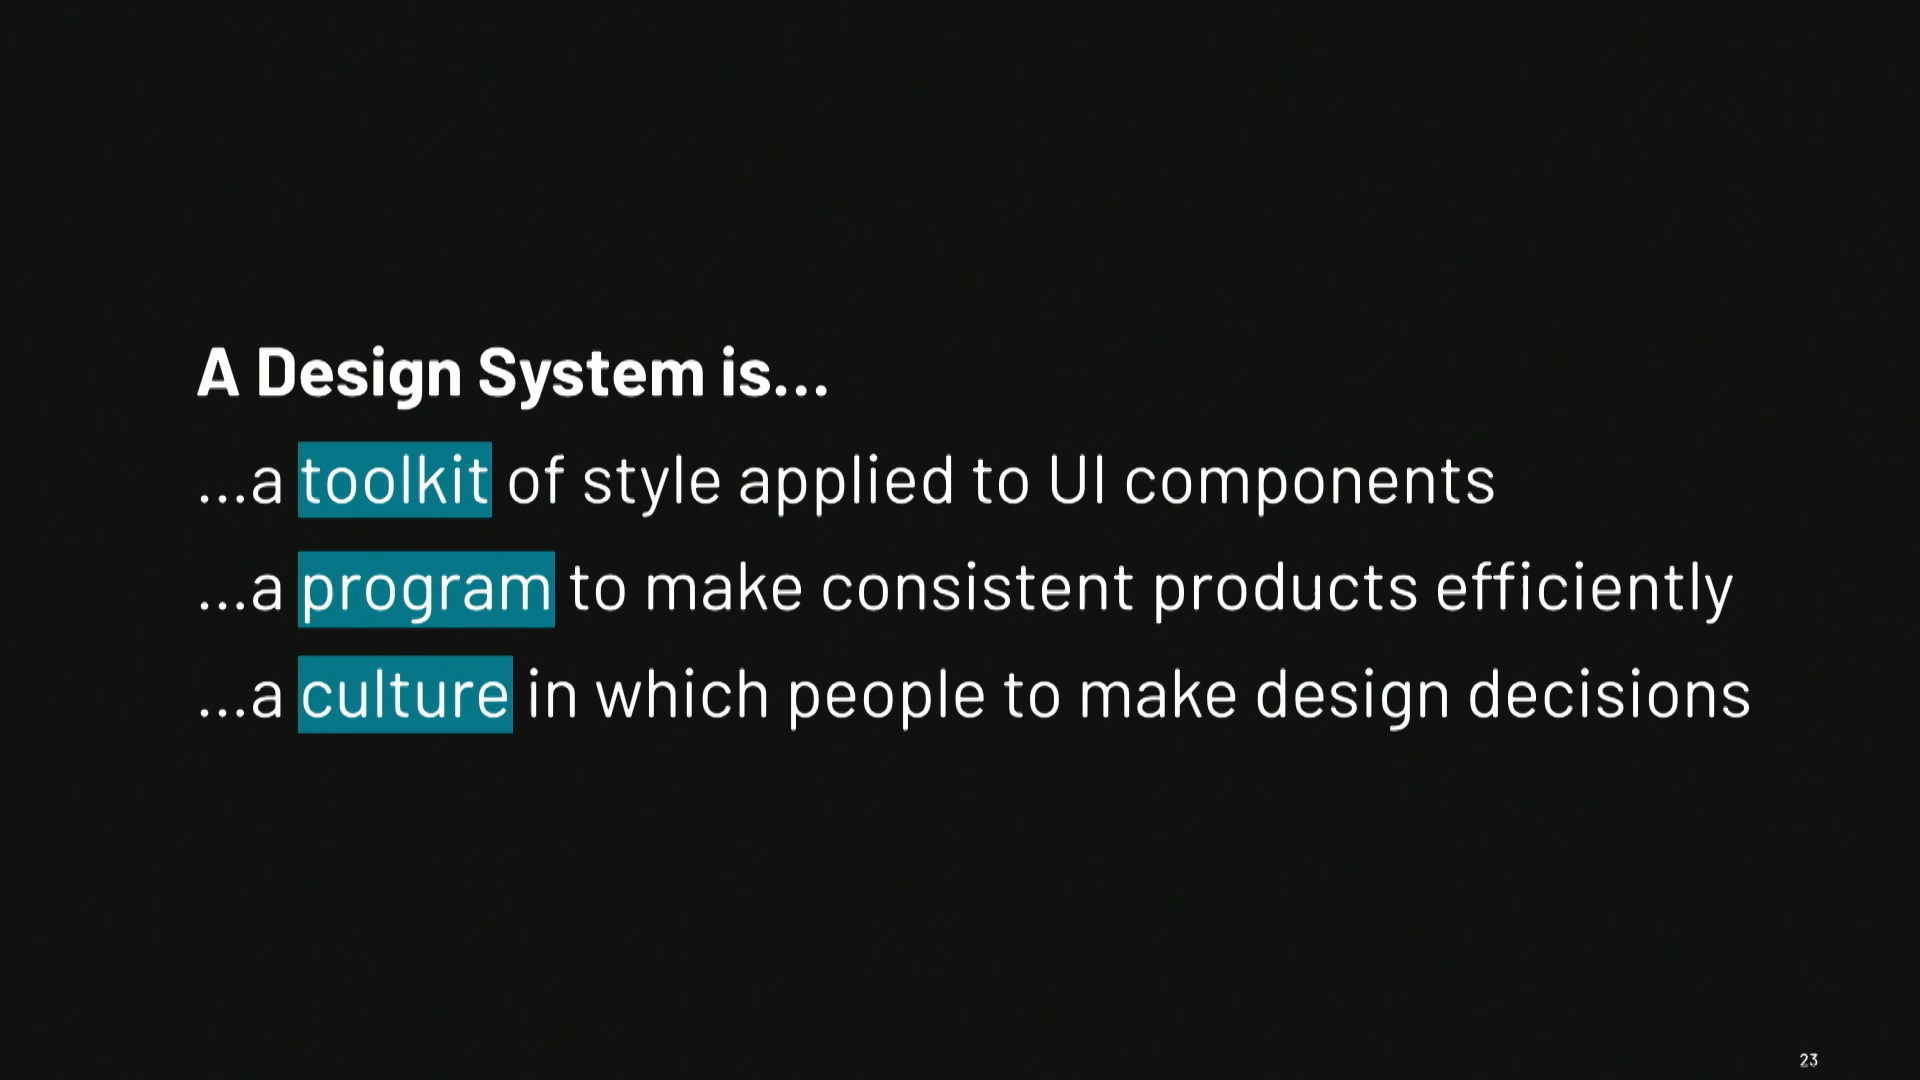 A Design System is...
...a toolkit of style applied to UI components
...a program to make consistent products efficiently
...a culture in which people to make design decisions
23